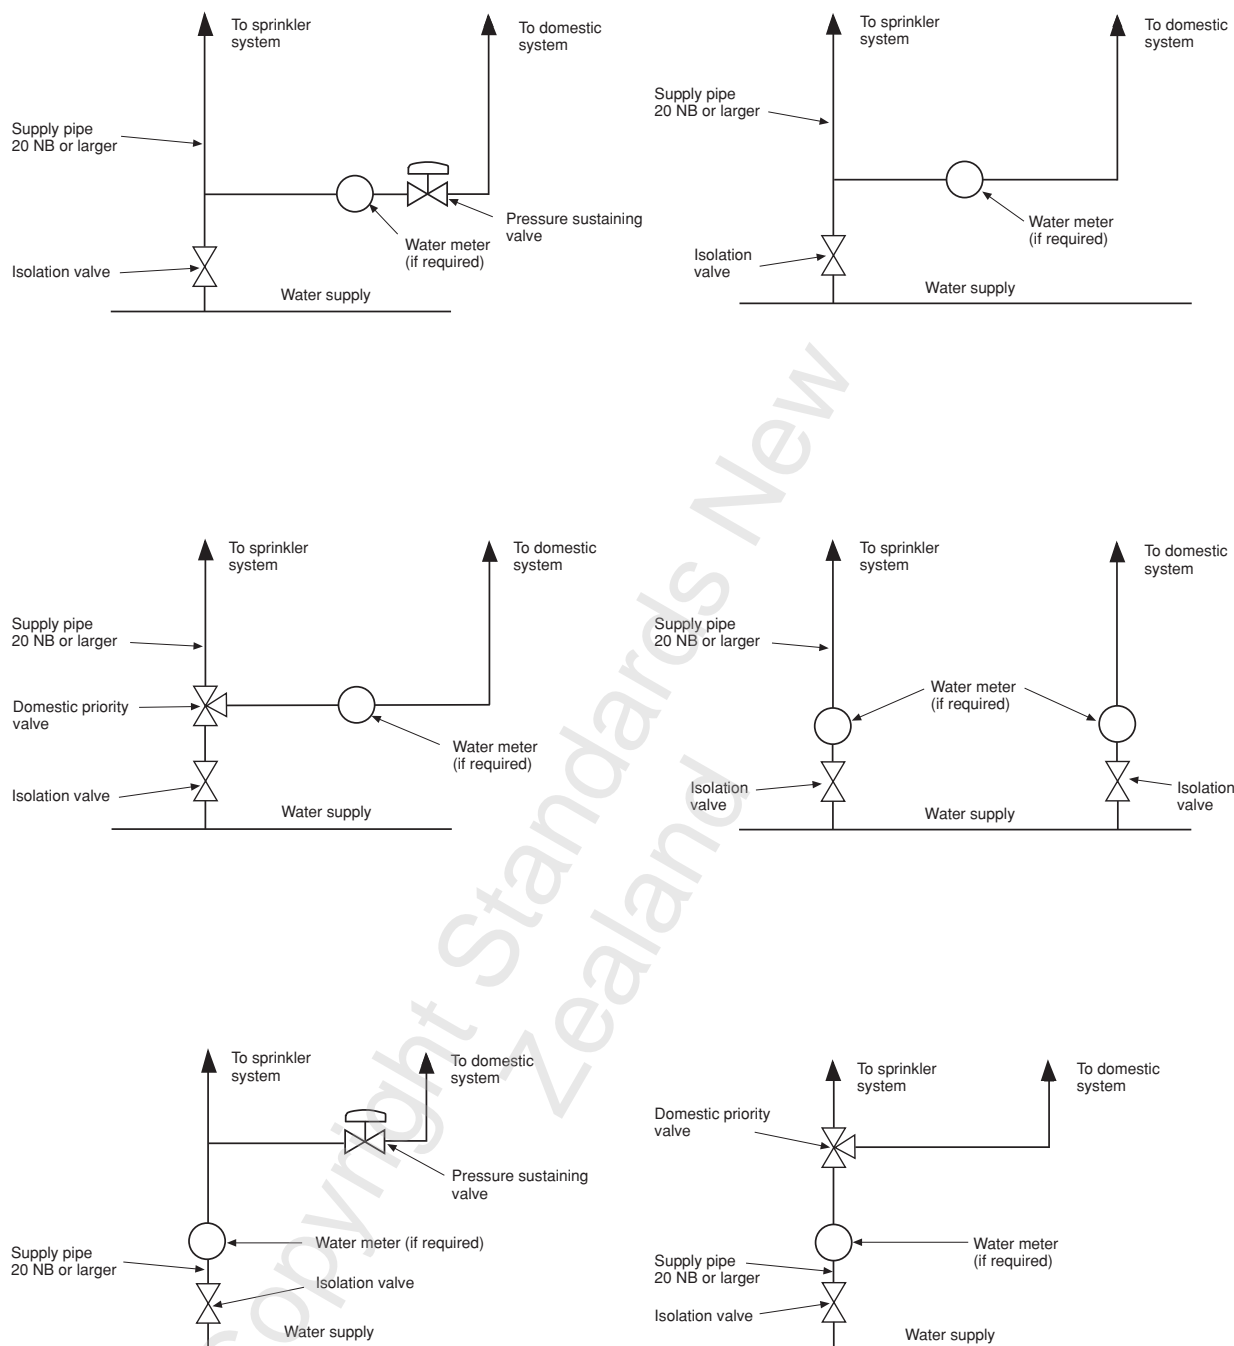 To sprinkler
system
To domestic
system
Supply pipe
20 NB or larger
Pressure sustaining
valve
Water meter
(if required)
Isolation valve
Water supply
To sprinkler
system
To domestic
system
Supply pipe
20 NB or larger
Water meter
(if required)
Isolation
valve
Water supply
To sprinkler
system
To domestic
system
Supply pipe
20 NB or larger
Domestic priority
valve
Water meter
(if required)
Isolation valve
Water supply
To sprinkler
system
To domestic
system
Supply pipe
20 NB or larger
Water meter
(if required)
Isolation
valve
Isolation
valve
Water supply
To sprinkler
system
To domestic
system
Pressure sustaining
valve
Water meter (if required)
Supply pipe
20 NB or larger
Isolation valve
Water supply
To sprinkler
system
To domestic
system
Domestic priority
valve
Water meter
(if required)
Supply pipe
20 NB or larger
Isolation valve
Water supply
Copyright Standards New
Zealand